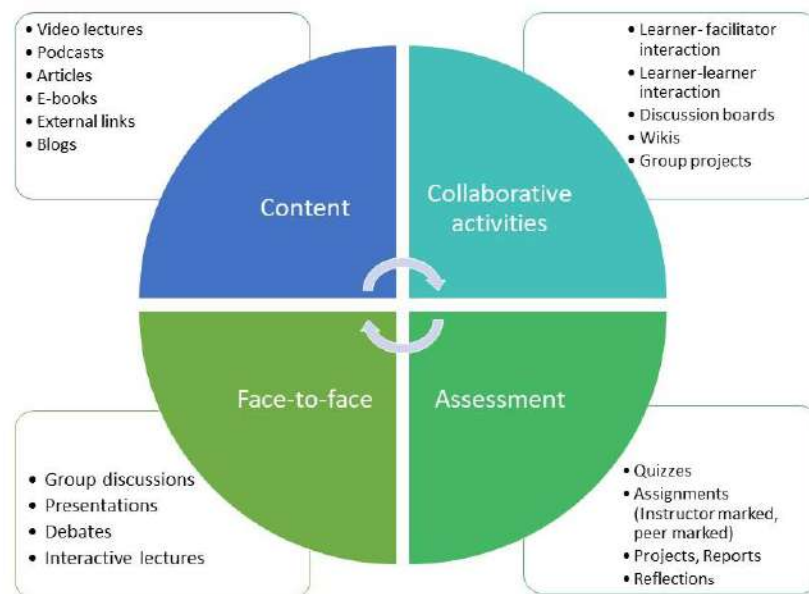 • Video lectures
• Podcasts
• Articles
• E-books
• External links
• Blogs
• Learner- facilitator
interaction
• Learner-learner
interaction
• Discussion boards
• Wikis
• Group projects
Content
Collaborative
activities
Face-to-face
Assessment
• Group discussions
• Presentations
• Debates
• Interactive lectures
• Quizzes
• Assignments
(Instructor marked,
peer marked)
• Projects, Reports
• Reflections